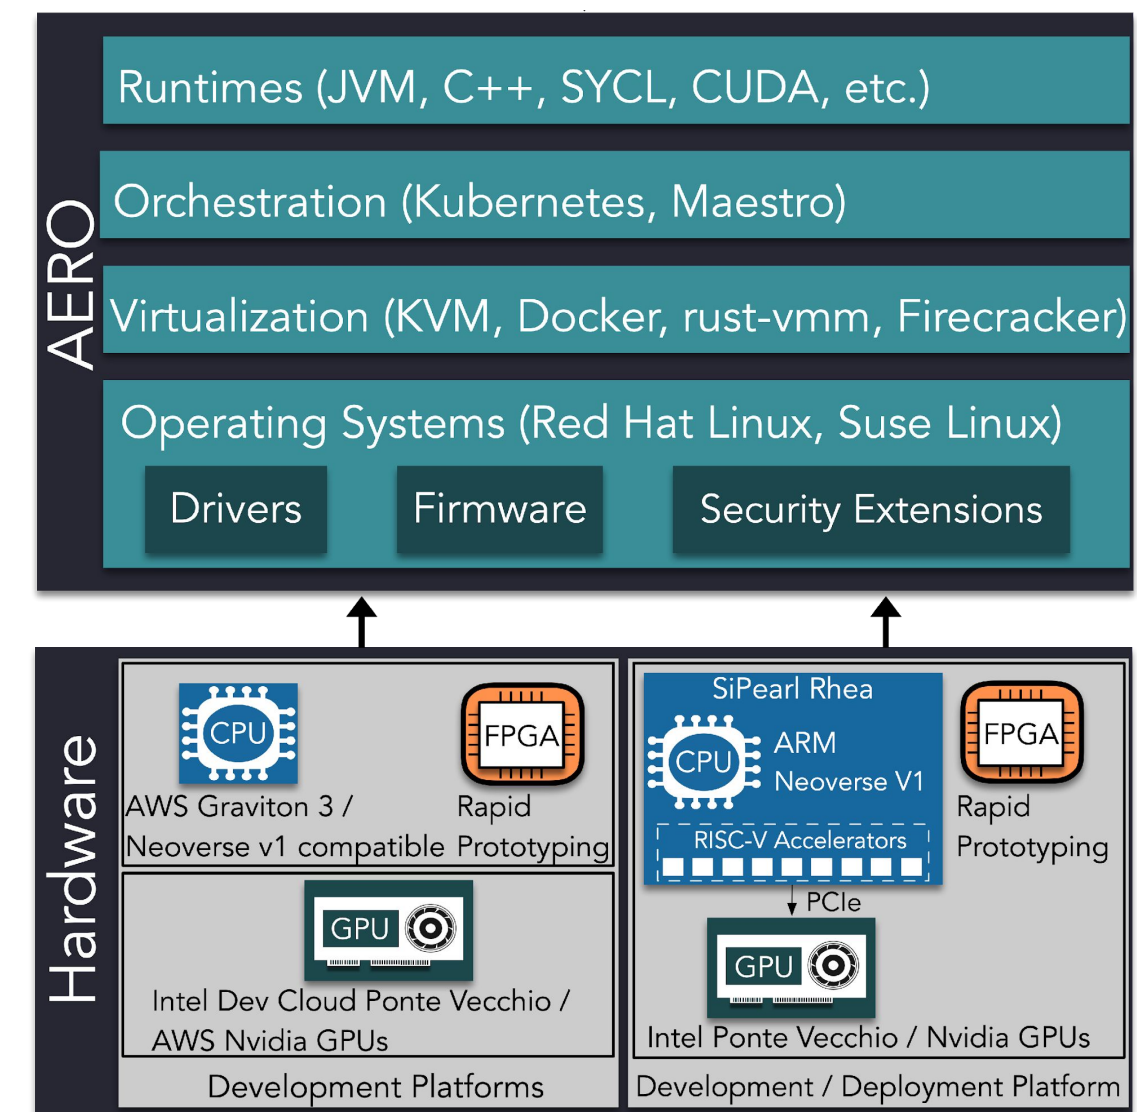 AERO
Runtimes (JVM, C++, SYCL, CUDA, etc.)
Orchestration (Kubernetes, Maestro)
Virtualization (KVM, Docker, rust-vmm, Firecracker)
Operating Systems (Red Hat Linux, Suse Linux)
Drivers
Firmware
Security Extensions
Hardware
CPU
AWS Graviton 3 /
Neoverse v1 compatible
FPGA
Rapid
Prototyping
GPU
Intel Dev Cloud Ponte Vecchio /
AWS Nvidia GPUs
Development Platforms
SiPearl Rhea
CPU
ARM
Neoverse V1
RISC-V Accelerators
FPGA
Rapid
Prototyping
PCIe
GPU
Intel Ponte Vecchio / Nvidia GPUs
Development / Deployment Platform